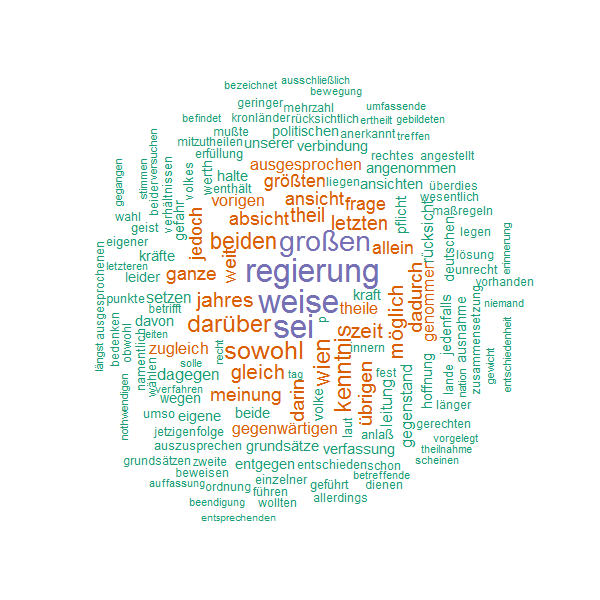 ausschließlich
bezeichnet
bewegung
geringer
mehrzahl
umfassende
befindet
kronländer
rücksichtlich
ertheilt
gebildeten
mußte
politischen
anerkannt
treffen
mitzutheilen
unserer
verbindung
erfüllung
ausgesprochen
rechtes
angestellt
werth
halte
größten
liegen
ansichten
angenommen
überdies
enthält
vorigen
ansicht
frage
wesentlich
gegangen
stimmen
beider
versuchen
verhältnissen
volkes
gefahr
wahl
geist
absicht
theil
letzten
pflicht
maßregeln
jedoch
beiden
großen
allein
rücksicht
deutschen
legen
lösung
erinnerung
eigener
kräfte
weit
regierung
unrecht
vorhanden
letzteren
leider
ganze
dadurch
genommen
längst
ausgesprochenen
punkte
setzen
jahres
weise
kraft
theile
möglich
niemand
betrifft
davon
darüber
sei
p
zeit
innern
jedenfalls
ausnahme
zusammensetzung
gewicht
entschiedenheit
bedenken
obwohl
namentlich
geiten
zugleich
recht
sowohl
wien
kenntnis
wählen
dagegen
solle
gleich
tag
übrigen
fest
leitung
gegenstand
hoffnung
lande
nation
verfahren
wegen
meinung
darin
volke
laut
länger
nothwendigen
umso
eigene
beide
gegenwärtigen
anlaß
gerechten
jetzigen
folge
auszusprechen
grundsätze
verfassung
vorgelegt
theilnahme
grundsätzen
zweite
entgegen
entschieden
schon
scheinen
beweisen
einzelner
geführt
betreffende
auffassung
ordnung
führen
dienen
beendigung
wollten
allerdings
entsprechenden